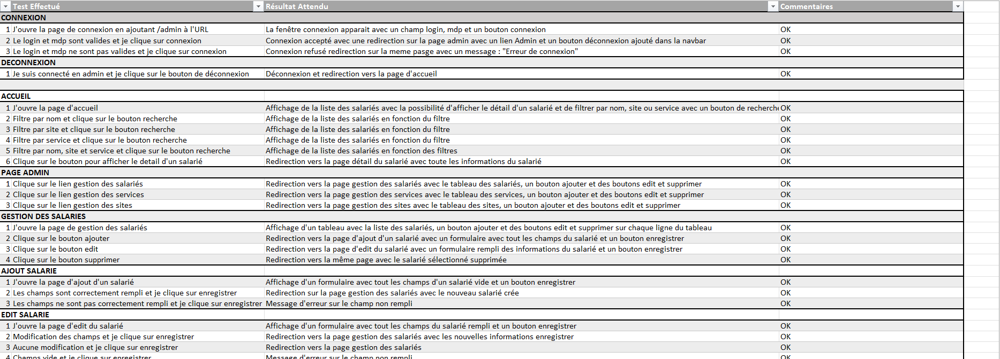 Test Effectué Résultat Attendu Commentaires
CONNEXION
1 J'ouvre la page de connexion en ajoutant /admin à l'URL La fenêtre connexion apparait avec un champ login, mdp et un bouton connexion OK
2 Le login et mdp sont valides et je clique sur connexion Connexion accepté avec une redirection sur la page admin avec un lien Admin et un bouton déconnexion ajouté dans la navbar OK
3 Le login et mdp ne sont pas valides et je clique sur connexion Connexion refusé redirection sur la meme pasge avec un message : "Erreur de connexion" OK
DECONNEXION
1 Je suis connecté en admin et je clique sur le bouton de déconnexion Déconnexion et redirection vers la page d'accueil OK
ACCUEIL
1 J'ouvre la page d'accueil Affichage de la liste des salariés avec la possibilité d'afficher le détail d'un salarié et de filtrer par nom, site ou service avec un bouton de recherche OK
2 Filtre par nom et clique sur le bouton recherche Affichage de la liste des salariés en fonction du filtre OK
3 Filtre par site et clique sur le bouton recherche Affichage de la liste des salariés en fonction du filtre OK
4 Filtre par service et clique sur le bouton recherche Affichage de la liste des salariés en fonction du filtre OK
5 Filtre par nom, site et service et clique sur le bouton recherche Affichage de la liste des salariés en fonction des filtres OK
6 Clique sur le bouton pour afficher le detail d'un salarié Redirection vers la page détail du salarié avec toute les informations du salarié OK
PAGE ADMIN
1 Clique sur le lien gestion des salariés Redirection vers la page gestion des salariés avec le tableau des salariés, un bouton ajouter et des boutons edit et supprimer OK
2 Clique sur le lien gestion des services Redirection vers la page gestion des services avec le tableau des services, un bouton ajouter et des boutons edit et supprimer OK
3 Clique sur le lien gestion des sites Redirection vers la page gestion des sites avec le tableau des sites, un bouton ajouter et des boutons edit et supprimer OK
GESTION DES SALARIES
1 J'ouvre la page de gestion des salariés Affichage d'un tableau avec la liste des salariés, un bouton ajouter et des boutons edit et supprimer sur chaque ligne du tableau OK
2 Clique sur le bouton ajouter Redirection vers la page d'ajout d'un salarié avec un formulaire avec tout les champs du salarié et un bouton enregistrer OK
3 Clique sur le bouton edit Redirection vers la page d'edit du salarié avec un formulaire rempli des informations du salarié et un bouton enregistrer OK
4 Clique sur le bouton supprimer Redirection vers la même page avec le salarié sélectionné supprimée OK
AJOUT SALARIE
1 J'ouvre la page d'ajout d'un salarié Affichage d'un formulaire avec tout les champs d'un salarié vide et un bouton enregistrer OK
2 Les champs sont correctement rempli et je clique sur enregistrer Redirection sur la page gestion des salariés avec le nouveau salarié crée OK
3 Les champs ne sont pas correctement rempli et je clique sur enregistrer Message d'erreur sur le champ non rempli OK
EDIT SALARIE
1 J'ouvre la page d'edit du salarié Affichage d'un formulaire avec tout les champs du salarié rempli et un bouton enregistrer OK
2 Modification des champs et je clique sur enregistrer Redirection vers la page gestion des salariés avec les nouvelles informations enregistrer OK
3 Aucune modification et je clique sur enregistrer Redirection vers la page gestion des salariés OK
4 Champs vide et je clique sur enregistrer Message d'erreur sur le champ non rempli OK